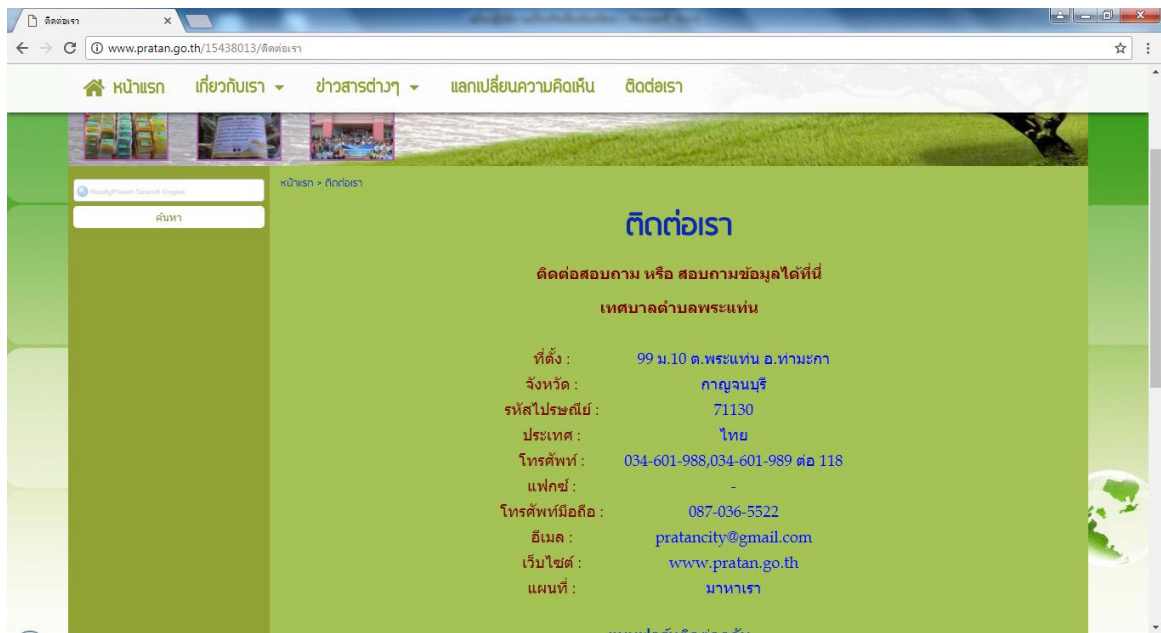 ติดต่อเรา
www.pratan.go.th/15438013/ติดต่อเรา
หน้าแรก เกี่ยวกับเรา ข่าวสารต่างๆ แลกเปลี่ยนความคิดเห็น ติดต่อเรา
ReadyPlanet Search Engine
ค้นหา
หน้าแรก > ติดต่อเรา
ติดต่อเรา
ติดต่อสอบถาม หรือ สอบถามข้อมูลได้ที่นี่
เทศบาลตำบลพระแท่น
ที่ตั้ง : 99 ม.10 ต.พระแท่น อ.ท่ามะกา
จังหวัด : กาญจนบุรี
รหัสไปรษณีย์ : 71130
ประเทศ : ไทย
โทรศัพท์ : 034-601-988,034-601-989 ต่อ 118
แฟกซ์ : -
โทรศัพท์มือถือ : 087-036-5522
อีเมล : pratancity@gmail.com
เว็บไซต์ : www.pratan.go.th
แผนที่ : มาหาเรา